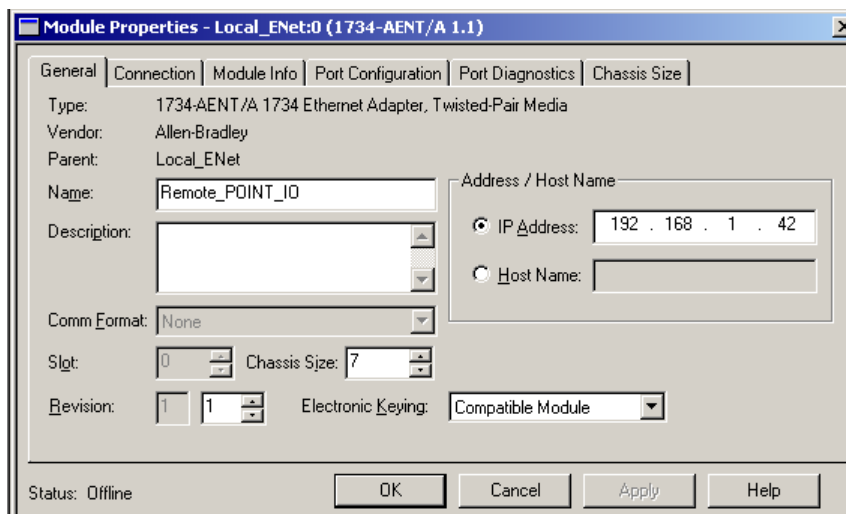 Module Properties - Local_ENet:0 (1734-AENT/A 1.1)
General Connection Module Info Port Configuration Port Diagnostics Chassis Size
Type: 1734-AENT/A 1734 Ethernet Adapter, Twisted-Pair Media
Vendor: Allen-Bradley
Parent: Local_ENet
Name: Remote_POINT_IO
Address / Host Name
IP Address: 192 . 168 . 1 . 42
Description:
Host Name:
Comm Format: None
Slot: 0 Chassis Size: 7
Revision: 1 1 Electronic Keying: Compatible Module
Status: Offline OK Cancel Apply Help